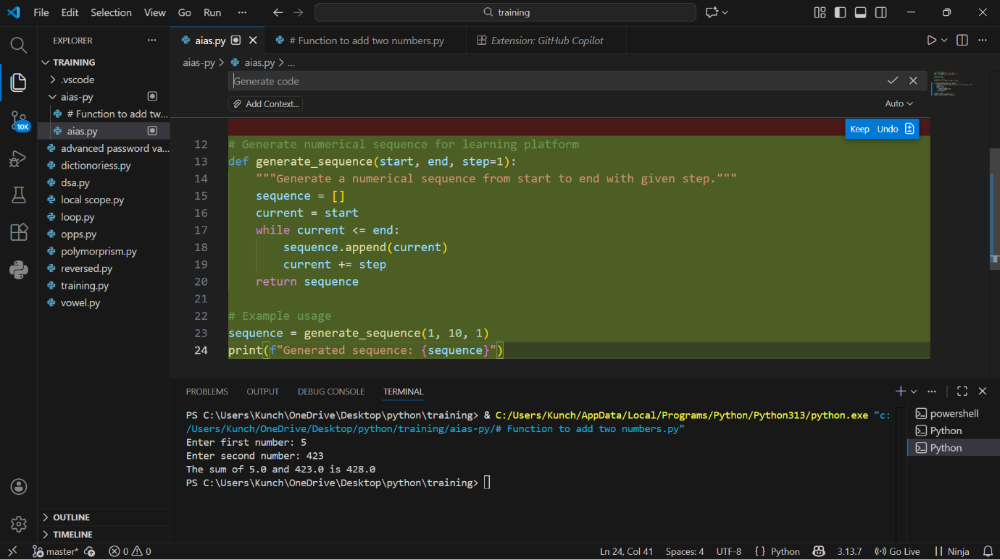 File Edit Selection View Go Run ··· training
EXPLORER ···
aias.py # Function to add two numbers.py Extension: GitHub Copilot
TRAINING
.vscode
aias-py
# Function to add tw...
aias.py
advanced password va...
dictionoriess.py
dsa.py
local scope.py
loop.py
opps.py
polymorprism.py
reversed.py
training.py
vowel.py
OUTLINE
TIMELINE
10K
aias-py > aias.py > ...
Generate code
Add Context...
Auto
Keep Undo
12 # Generate numerical sequence for learning platform
13 def generate_sequence(start, end, step=1):
14 """Generate a numerical sequence from start to end with given step."""
15 sequence = []
16 current = start
17 while current <= end:
18 sequence.append(current)
19 current += step
20 return sequence
21
22 # Example usage
23 sequence = generate_sequence(1, 10, 1)
24 print(f"Generated sequence: {sequence}")
PROBLEMS OUTPUT DEBUG CONSOLE TERMINAL
PS C:\Users\Kunch\OneDrive\Desktop\python\training> & C:/Users/Kunch/AppData/Local/Programs/Python/Python313/python.exe "c:
/Users/Kunch/OneDrive/Desktop/python/training/aias-py/# Function to add two numbers.py"
Enter first number: 5
Enter second number: 423
The sum of 5.0 and 423.0 is 428.0
PS C:\Users\Kunch\OneDrive\Desktop\python\training>
powershell
Python
Python
master* 0 0 Ln 24, Col 41 Spaces: 4 UTF-8 { } Python 3.13.7 Go Live Ninja